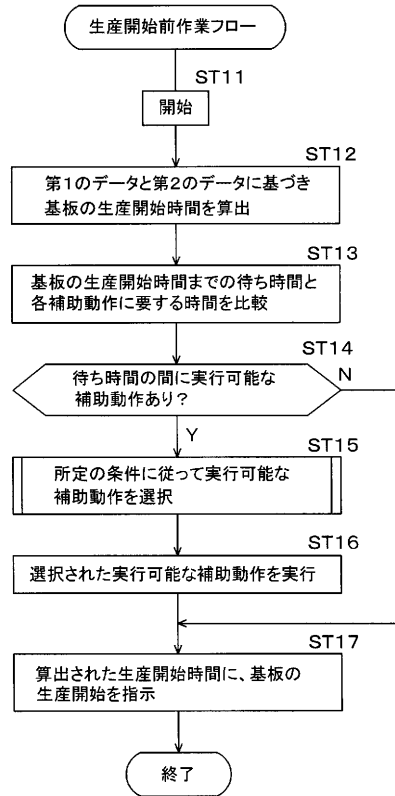 生産開始前作業フロー
ST11
開始
ST12
第1のデータと第2のデータに基づき
基板の生産開始時間を算出
ST13
基板の生産開始時間までの待ち時間と
各補助動作に要する時間を比較
ST14
待ち時間の間に実行可能な
補助動作あり?
N
Y
ST15
所定の条件に従って実行可能な
補助動作を選択
ST16
選択された実行可能な補助動作を実行
ST17
算出された生産開始時間に、基板の
生産開始を指示
終了